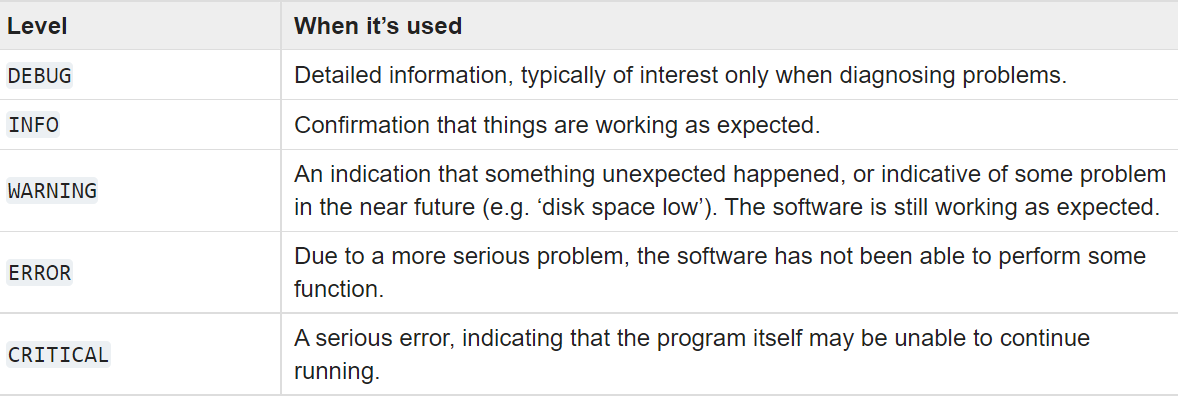 Level When it’s used
DEBUG Detailed information, typically of interest only when diagnosing problems.
INFO Confirmation that things are working as expected.
WARNING An indication that something unexpected happened, or indicative of some problem
in the near future (e.g. ‘disk space low’). The software is still working as expected.
ERROR Due to a more serious problem, the software has not been able to perform some
function.
CRITICAL A serious error, indicating that the program itself may be unable to continue
running.